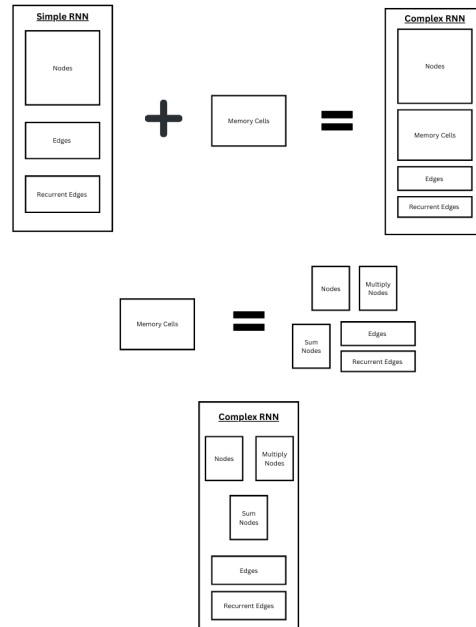 Simple RNN
Nodes
Edges
Recurrent Edges
Memory Cells
Complex RNN
Nodes
Memory Cells
Edges
Recurrent Edges
Memory Cells
Nodes
Multiply
Nodes
Sum
Nodes
Edges
Recurrent Edges
Complex RNN
Nodes
Multiply
Nodes
Sum
Nodes
Edges
Recurrent Edges